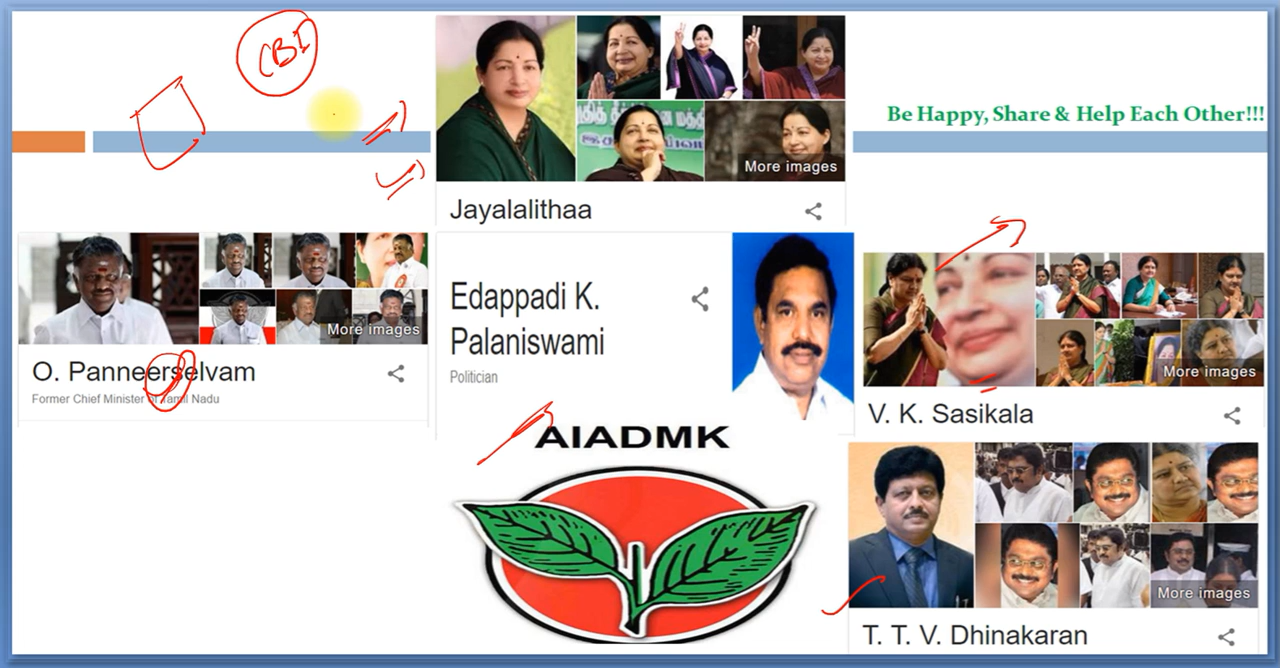 CBI
Be Happy, Share & Help Each Other!!!
More images
Jayalalithaa
More images
O. Panneerselvam
Former Chief Minister of Tamil Nadu
Edappadi K.
Palaniswami
Politician
More images
V. K. Sasikala
AIADMK
More images
T. T. V. Dhinakaran